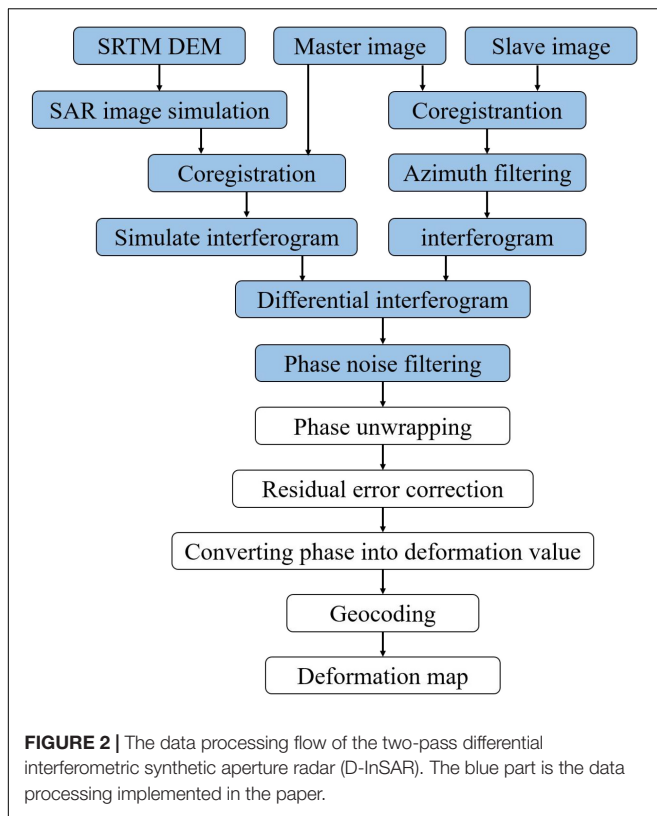 SRTM DEM
Master image
Slave image
SAR image simulation
Coregistrantion
Coregistration
Azimuth filtering
Simulate interferogram
interferogram
Differential interferogram
Phase noise filtering
Phase unwrapping
Residual error correction
Converting phase into deformation value
Geocoding
Deformation map
FIGURE 2 | The data processing flow of the two-pass differential
interferometric synthetic aperture radar (D-InSAR). The blue part is the data
processing implemented in the paper.